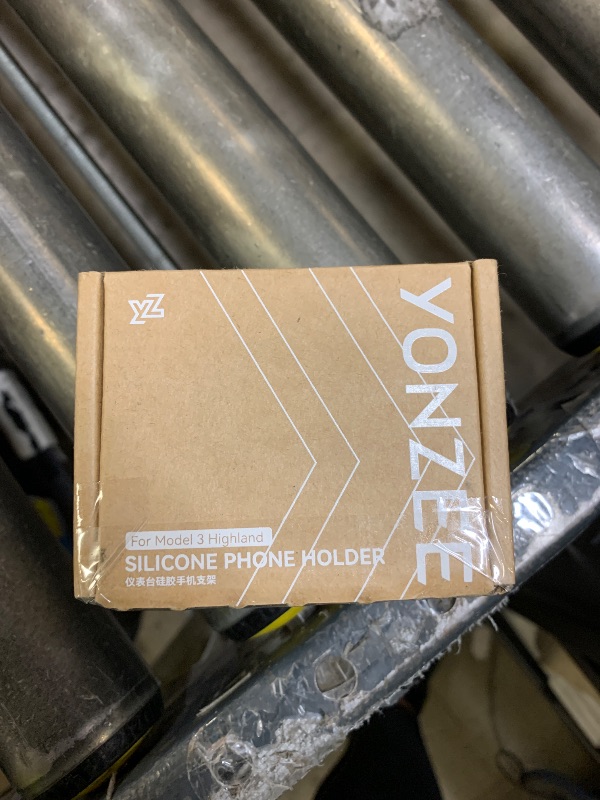 YZ
YONZEE
For Model 3 Highland
SILICONE PHONE HOLDER
仪表台硅胶手机支架